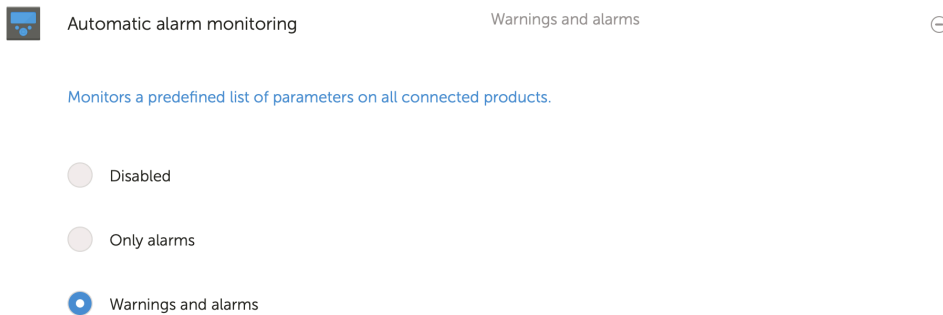 Automatic alarm monitoring
Warnings and alarms
Monitors a predefined list of parameters on all connected products.
Disabled
Only alarms
Warnings and alarms